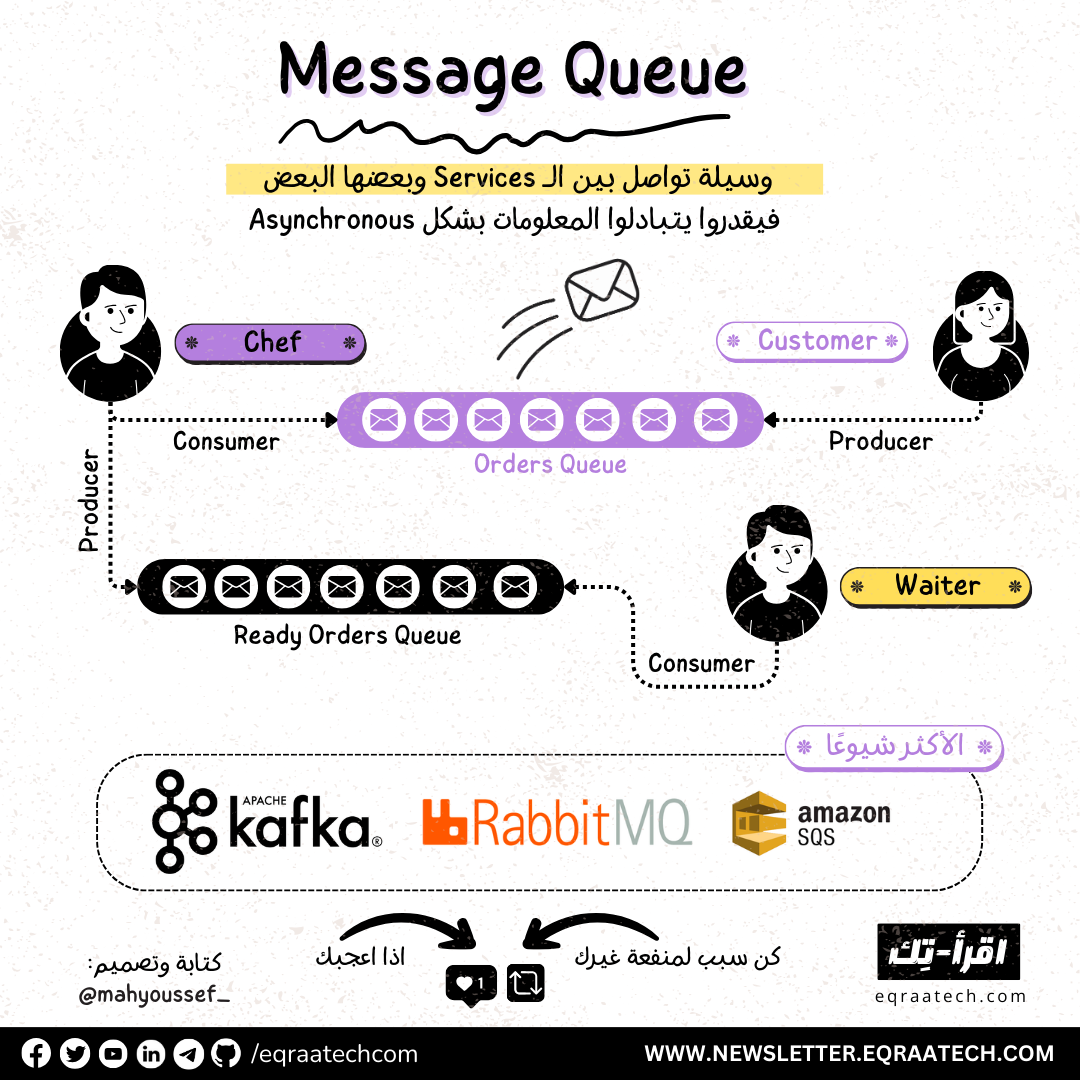 Message Queue
وسيلة تواصل بين الـ Services وبعضها البعض
فيقدروا يتبادلوا المعلومات بشكل Asynchronous
Chef
Customer
Consumer
Producer
Orders Queue
Producer
Waiter
Ready Orders Queue
Consumer
الأكثر شيوعًا
APACHE
kafka®
RabbitMQ
amazon
SQS
كتابة وتصميم:
@mahyoussef_
اذا اعجبك
1
كن سبب لمنفعة غيرك
اقرأ-تِك
eqraatech.com
/eqraatechcom
WWW.NEWSLETTER.EQRAATECH.COM